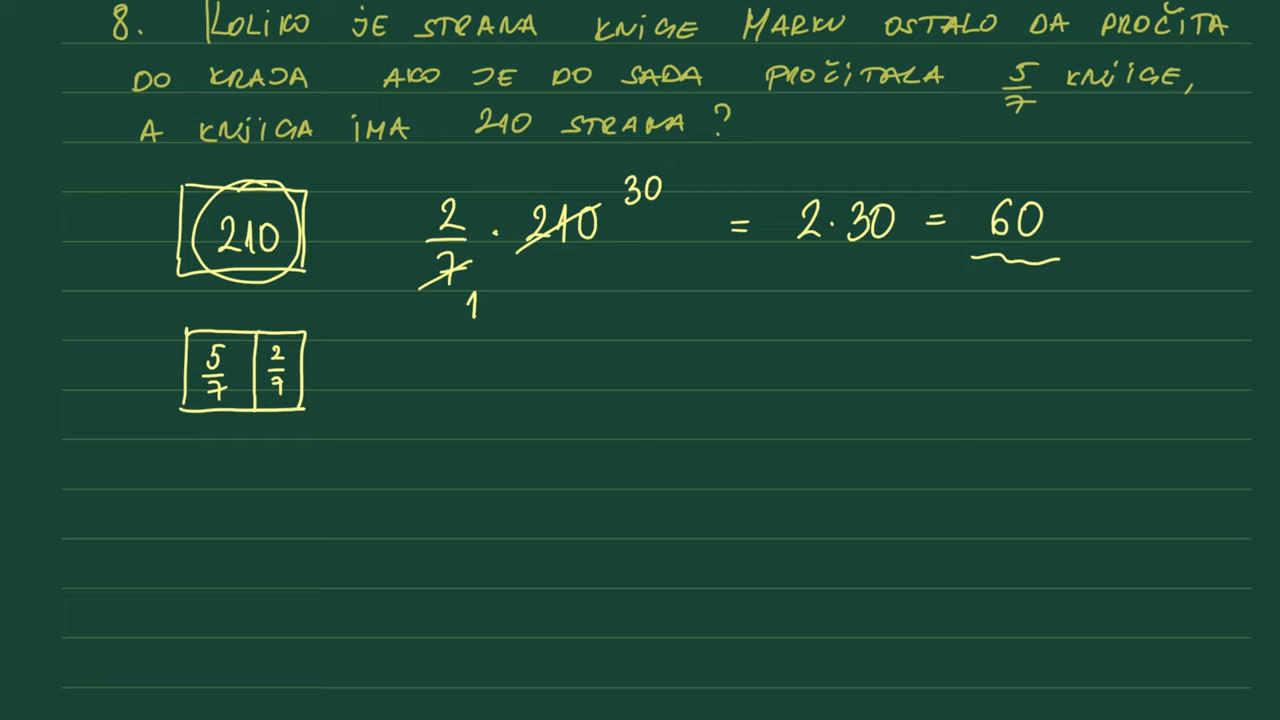 8. KOLIKO JE STRANA KNIGE MARKU OSTALO DA PROČITA
DO KRAJA AKO JE DO SADA PROČITALA 5/7 KNJIGE,
A KNJIGA IMA 210 STRANA?
210 2/7 · 210 30 = 2·30 = 60
1
5/7 2/7